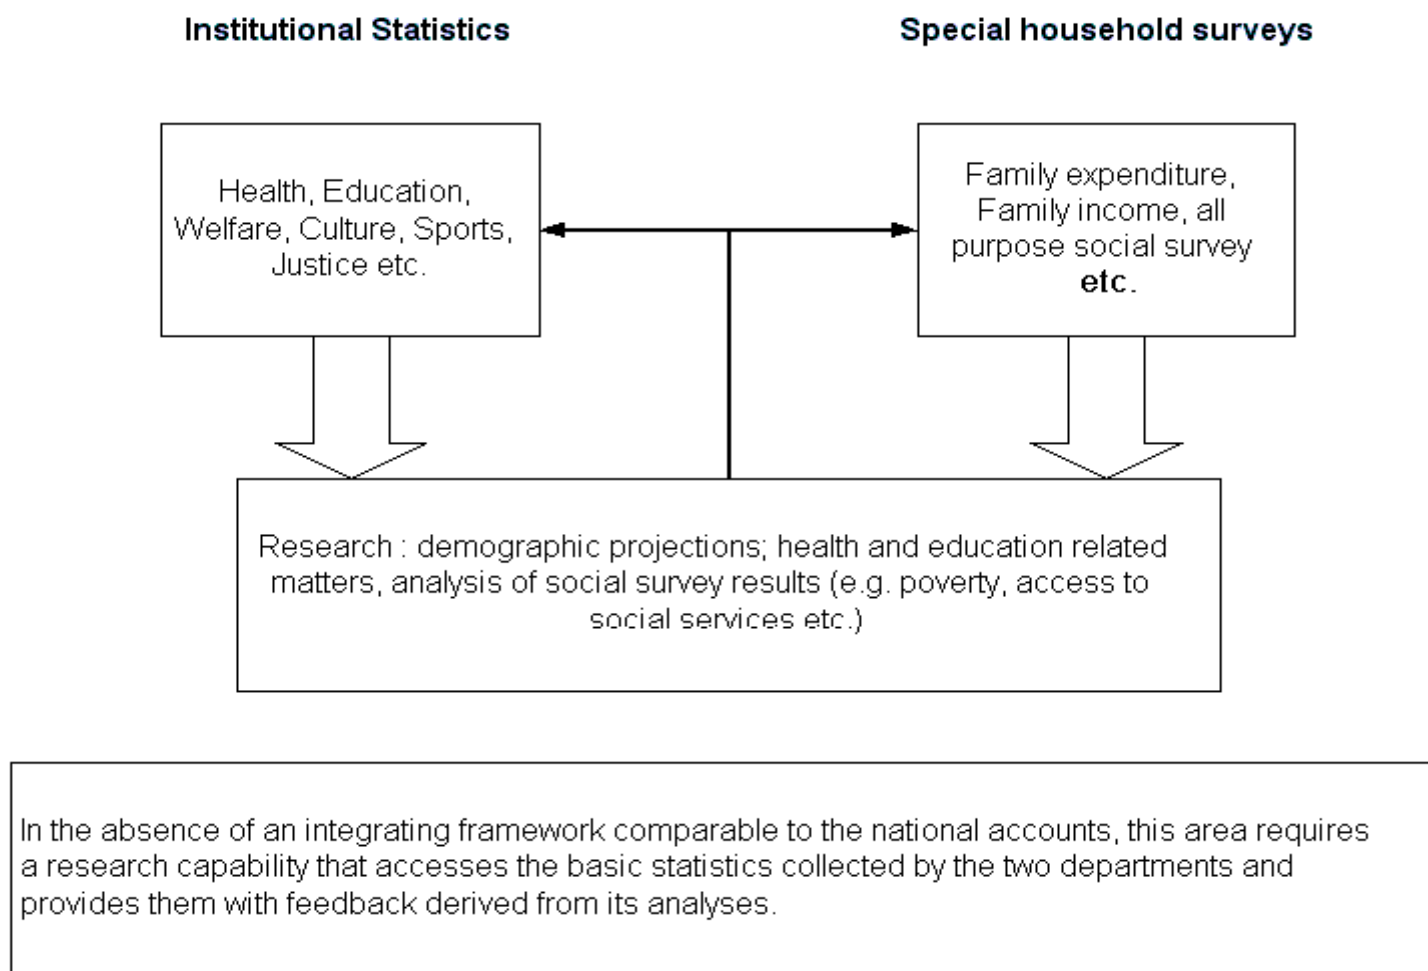 Institutional Statistics
Special household surveys
Health, Education,
Welfare, Culture, Sports,
Justice etc.
Family expenditure,
Family income, all
purpose social survey
etc.
Research : demographic projections; health and education related
matters, analysis of social survey results (e.g. poverty, access to
social services etc.)
In the absence of an integrating framework comparable to the national accounts, this area requires
a research capability that accesses the basic statistics collected by the two departments and
provides them with feedback derived from its analyses.